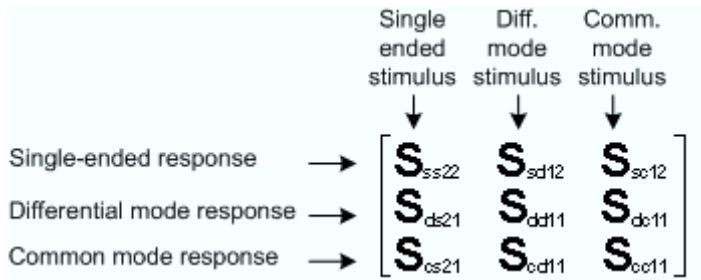 Single Diff. Comm.
ended mode mode
stimulus stimulus stimulus
Single-ended response Sss22 Ssd12 Ssc12
Differential mode response Sds21 Sdd11 Sdc11
Common mode response Scs21 Scd11 Scc11